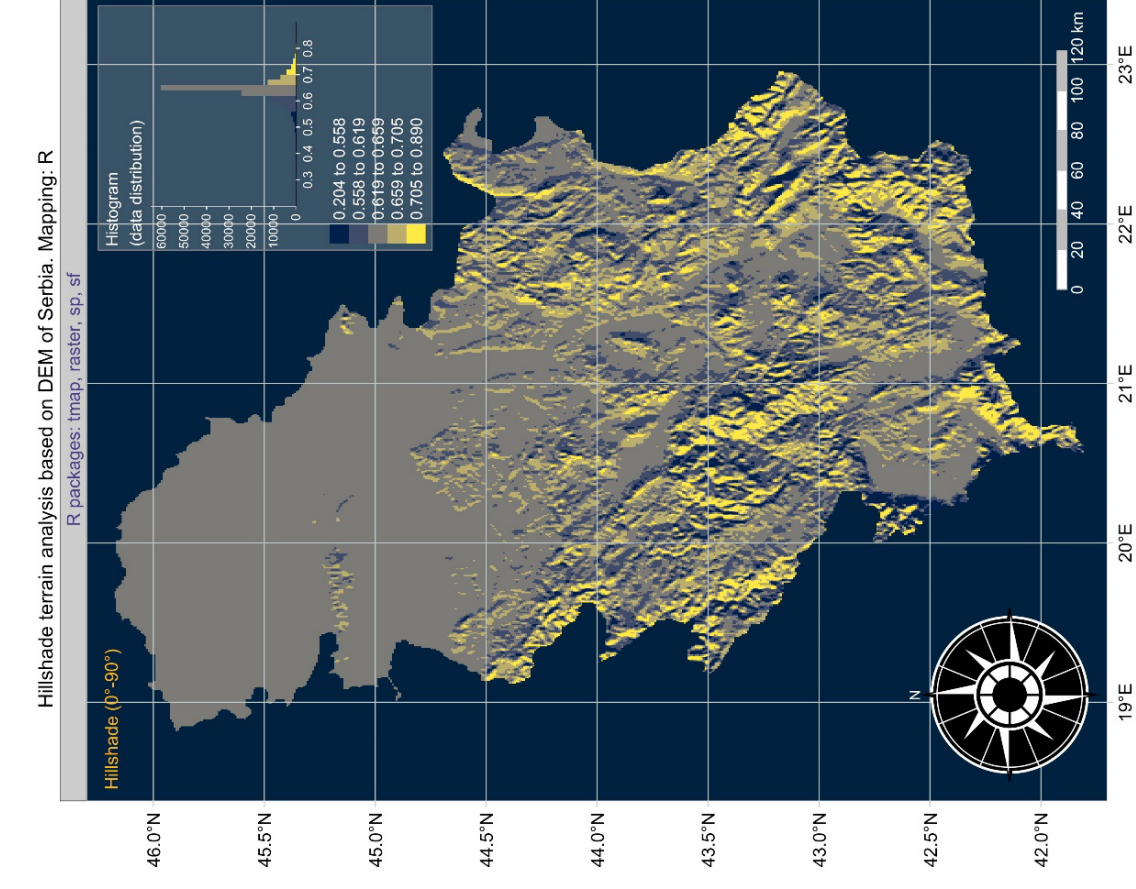 Hillshade terrain analysis based on DEM of Serbia. Mapping: R
R packages: tmap, raster, sp, sf
Hillshade (0°-90°)
Histogram
(data distribution)
60000
50000
40000
30000
20000
10000
0
0.3 0.4 0.5 0.6 0.7 0.8
0.204 to 0.558
0.558 to 0.619
0.619 to 0.659
0.659 to 0.705
0.705 to 0.890
46.0°N
45.5°N
45.0°N
44.5°N
44.0°N
43.5°N
43.0°N
42.5°N
42.0°N
N
0 20 40 60 80 100 120 km
19°E 20°E 21°E 22°E 23°E